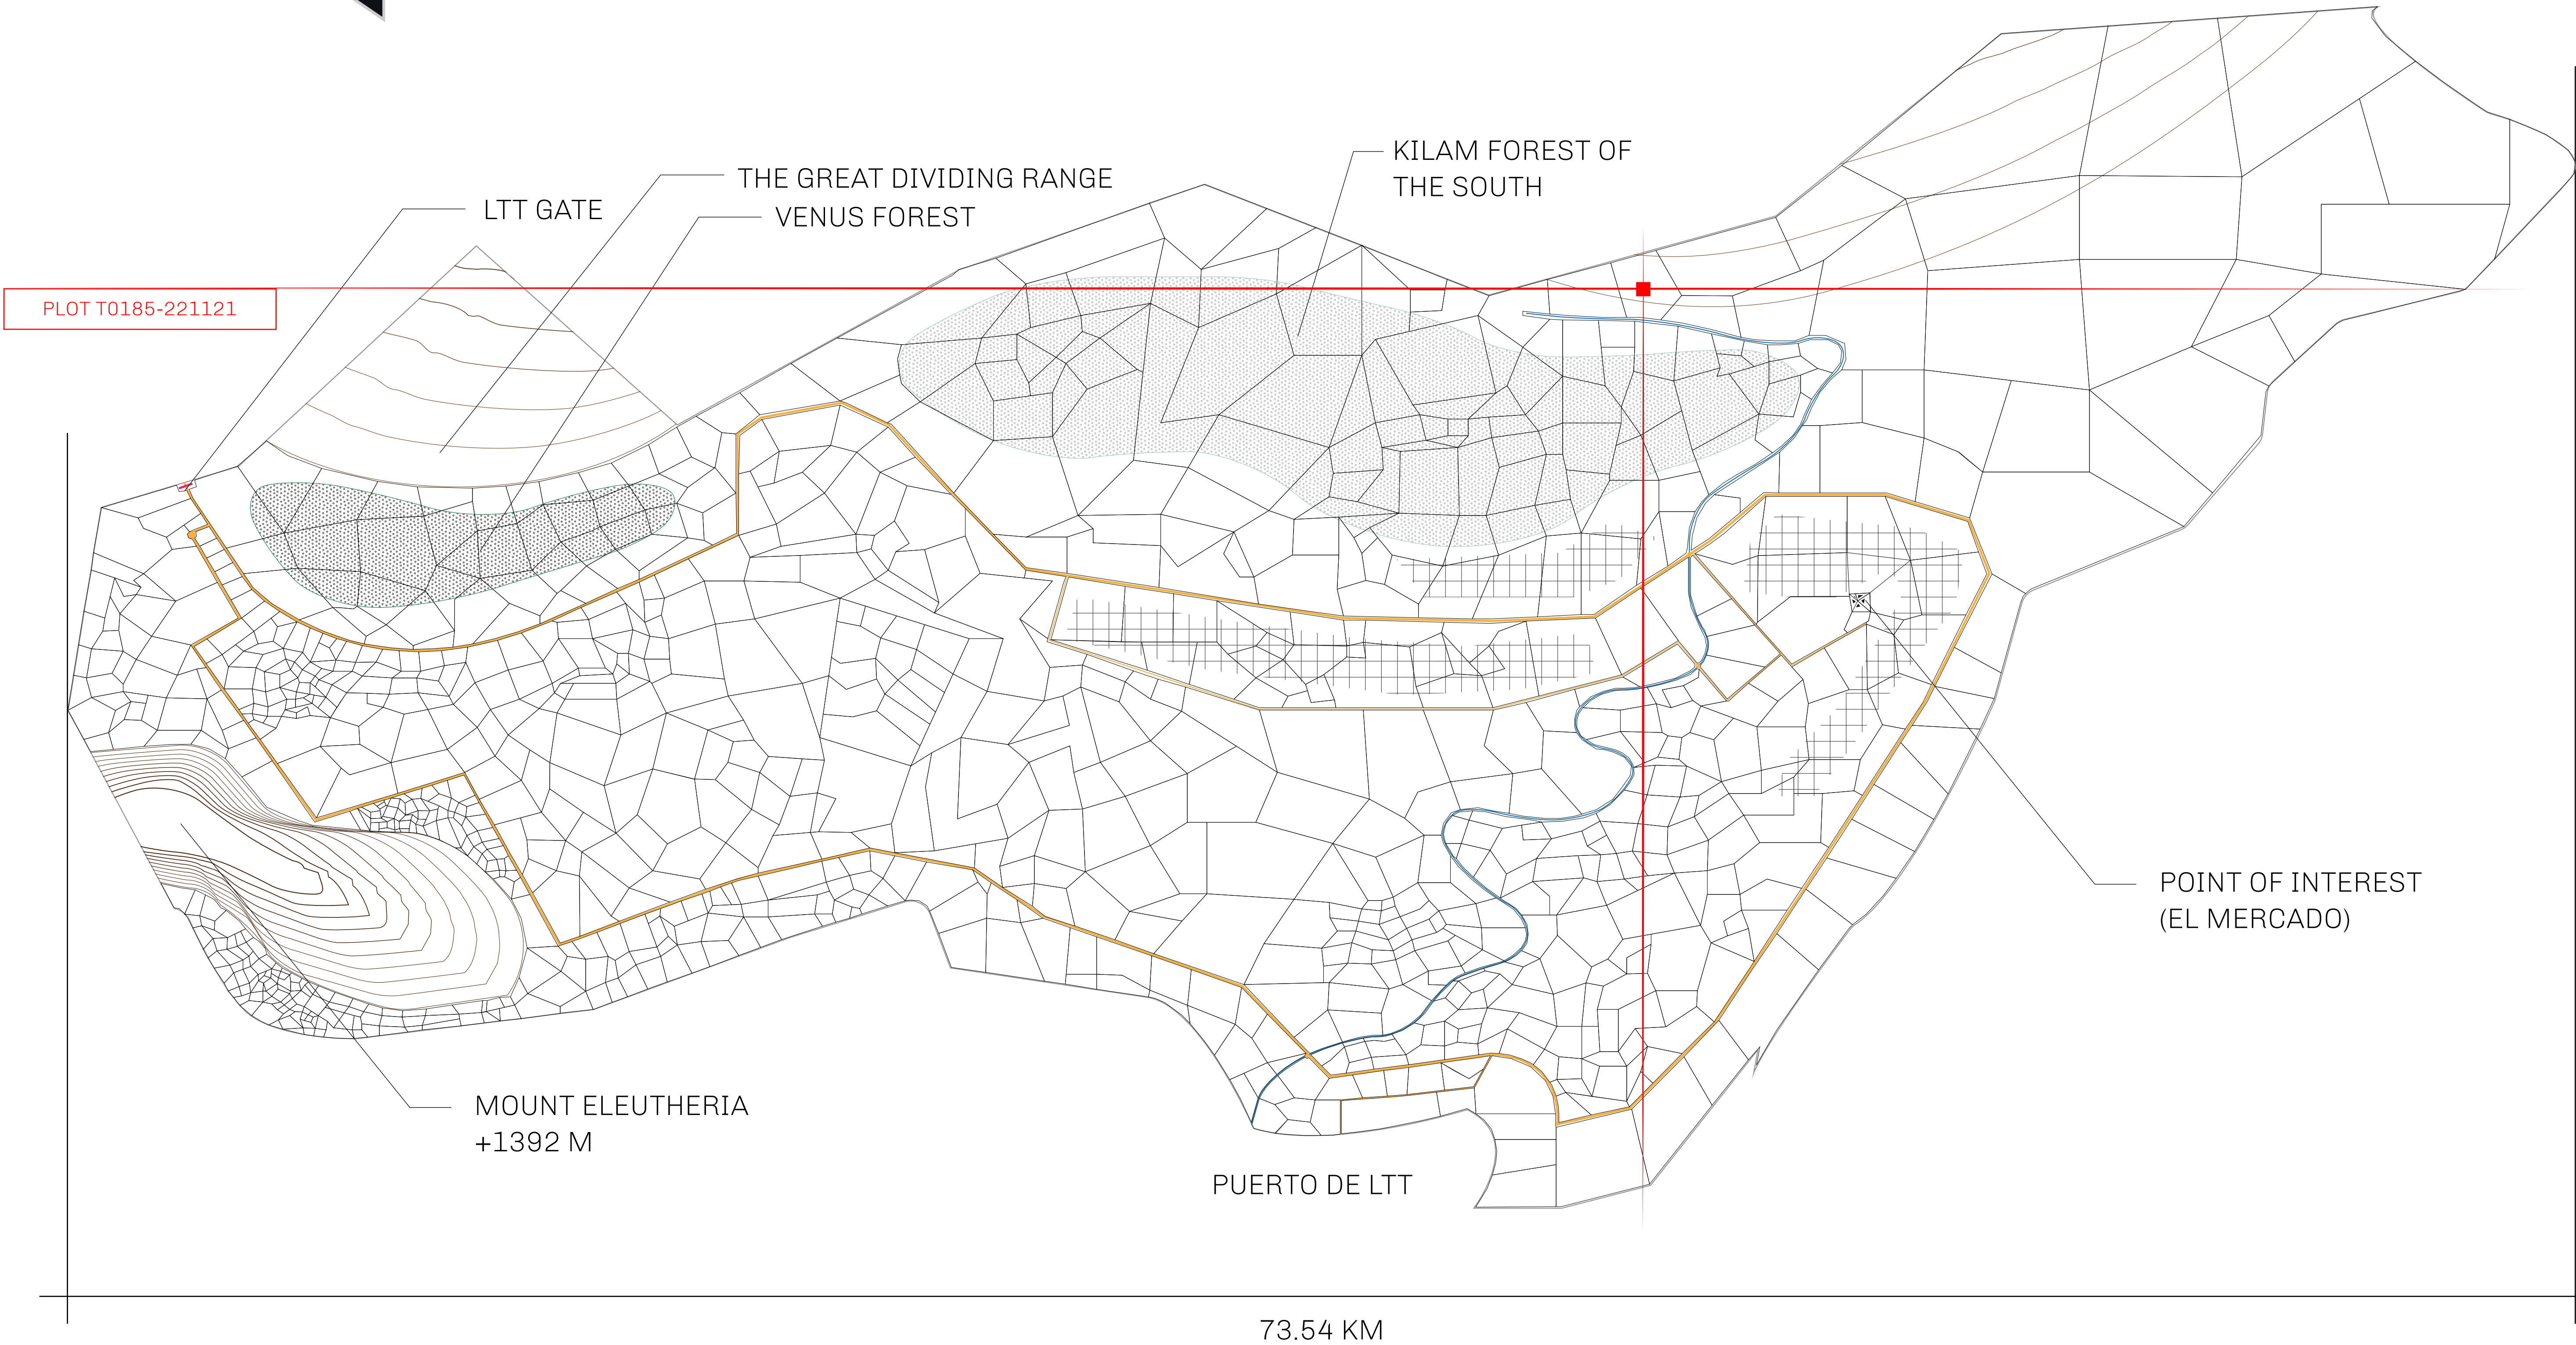 KILAM FOREST OF
THE SOUTH
THE GREAT DIVIDING RANGE
LTT GATE
VENUS FOREST
PLOT T0185-221121
POINT OF INTEREST
(EL MERCADO)
MOUNT ELEUTHERIA
+1392 M
PUERTO DE LTT
73.54 KM